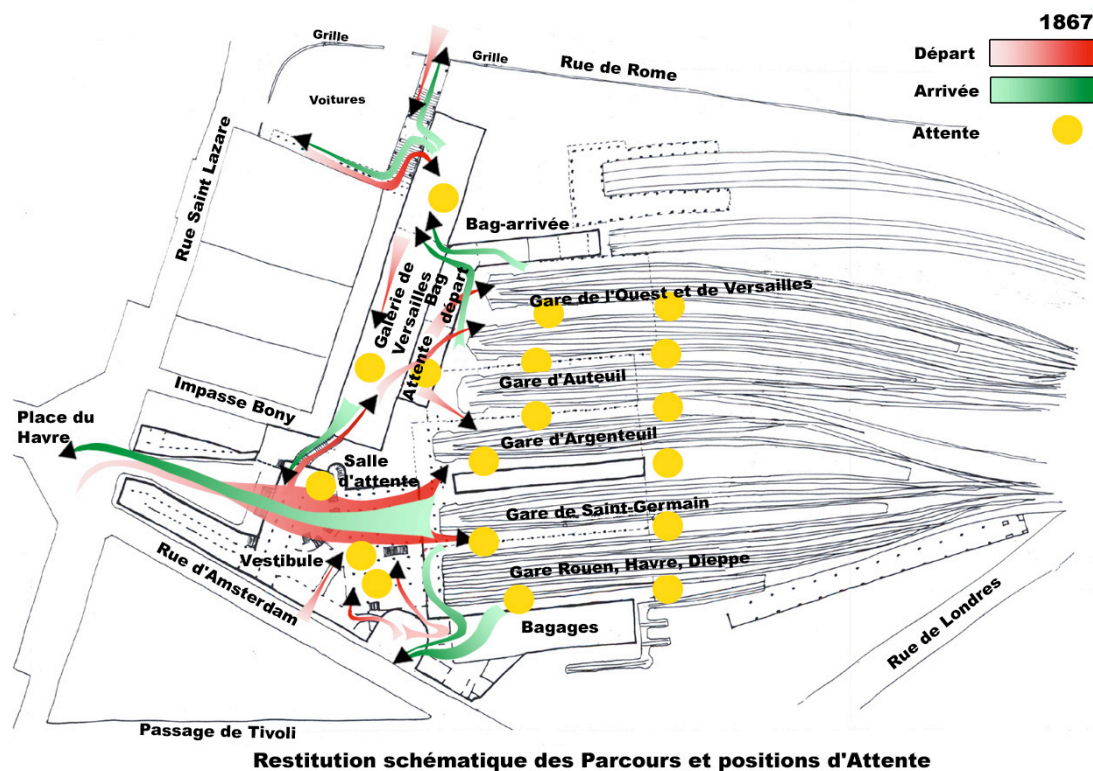 1867
Départ
Arrivée
Attente
Grille
Grille
Rue de Rome
Voitures
Rue Saint Lazare
Bag-arrivée
Galerie de
Versailles
Bag
départ
Attente
Gare de l'Ouest et de Versailles
Gare d'Auteuil
Impasse Bony
Place du
Havre
Gare d'Argenteuil
Salle
d'attente
Gare de Saint-Germain
Vestibule
Gare Rouen, Havre, Dieppe
Rue d'Amsterdam
Bagages
Rue de Londres
Passage de Tivoli
Restitution schématique des Parcours et positions d'Attente